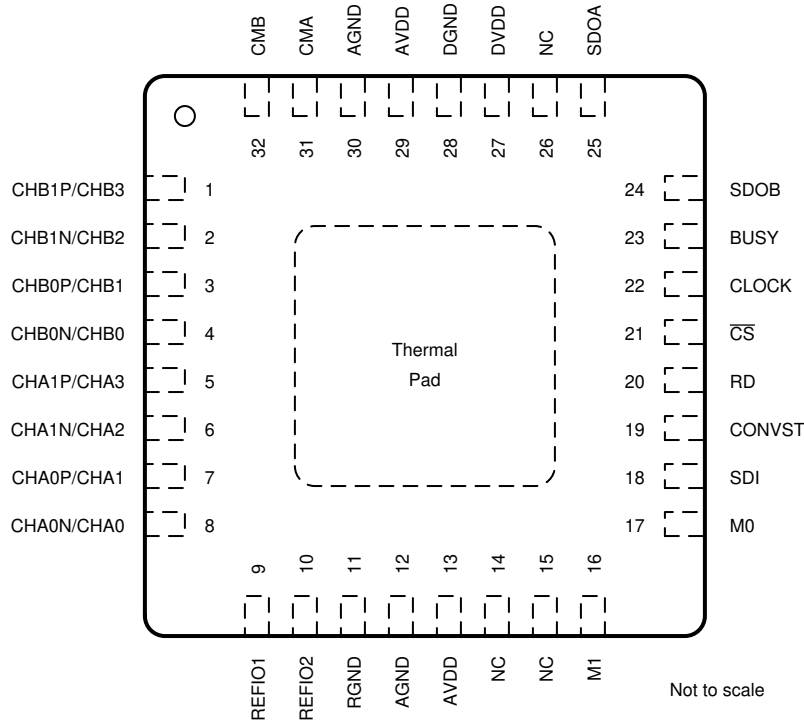 CMB
CMA
AGND
AVDD
DGND
DVDD
NC
SDOA
32
31
30
29
28
27
26
25
CHB1P/CHB3 1
CHB1N/CHB2 2
CHB0P/CHB1 3
CHB0N/CHB0 4
CHA1P/CHA3 5
CHA1N/CHA2 6
CHA0P/CHA1 7
CHA0N/CHA0 8
Thermal
Pad
24 SDOB
23 BUSY
22 CLOCK
21 C̅S̅
20 RD
19 CONVST
18 SDI
17 M0
9
10
11
12
13
14
15
16
REFIO1
REFIO2
RGND
AGND
AVDD
NC
NC
M1
Not to scale